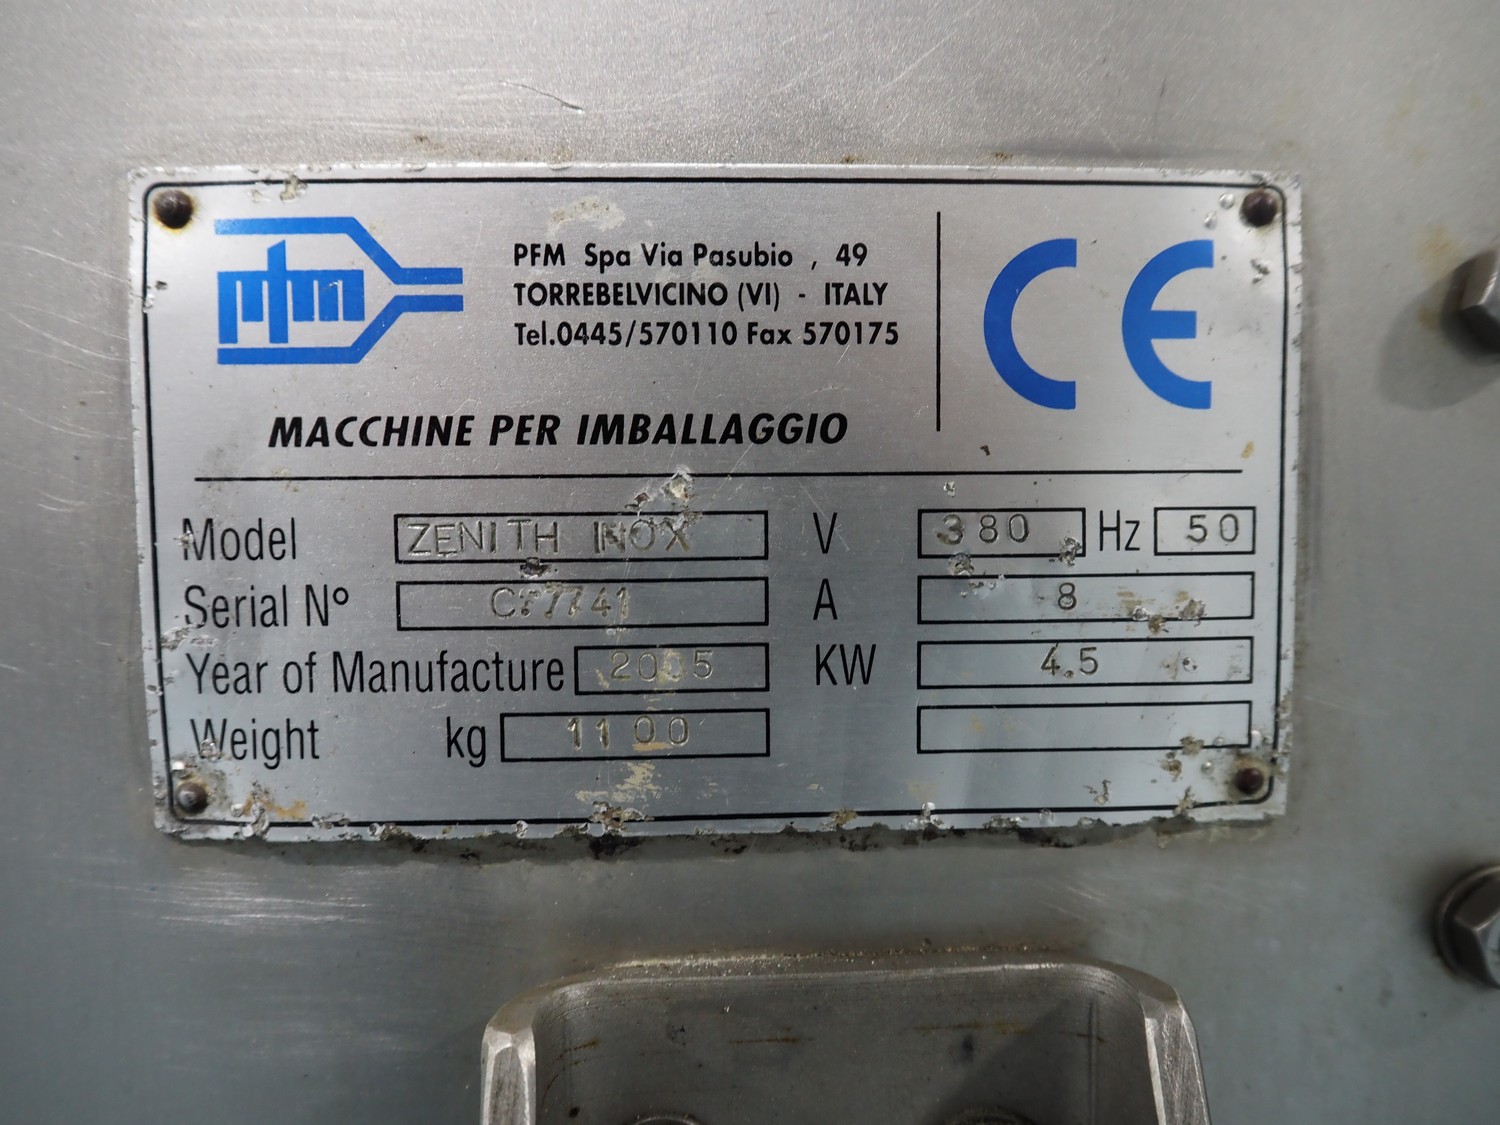 pfm
PFM Spa Via Pasubio , 49
TORREBELVICINO (VI) - ITALY
Tel.0445/570110 Fax 570175
CE
MACCHINE PER IMBALLAGGIO
Model ZENITH INOX V 380 Hz 50
Serial N° C77741 A 8
Year of Manufacture 2005 KW 4.5
Weight kg 1100